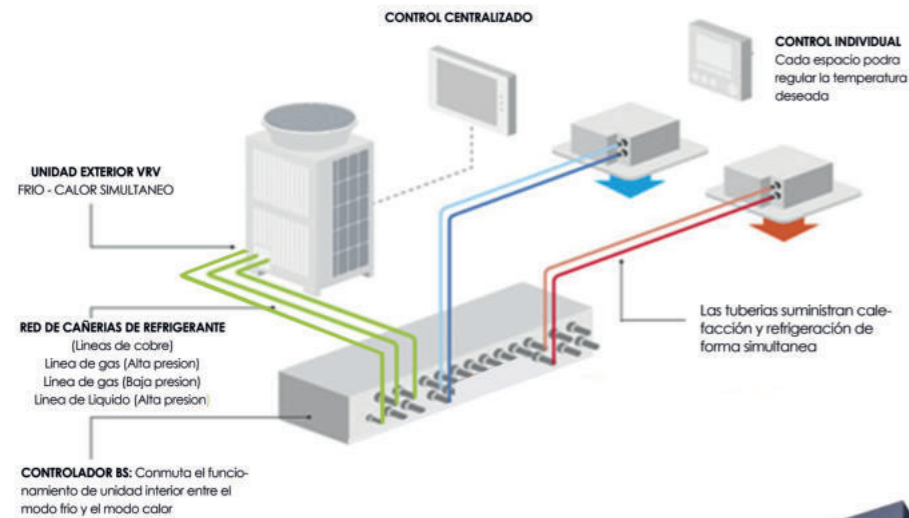 CONTROL CENTRALIZADO
CONTROL INDIVIDUAL
Cada espacio podra
regular la temperatura
deseada
UNIDAD EXTERIOR VRV
FRIO - CALOR SIMULTANEO
RED DE CAÑERIAS DE REFRIGERANTE
(Lineas de cobre)
Linea de gas (Alta presion)
Linea de gas (Baja presion)
Linea de Liquido (Alta presion)
Las tuberias suministran cale-
facción y refrigeración de
forma simultanea
CONTROLADOR BS: Conmuta el funcio-
namiento de unidad interior entre el
modo frio y el modo calor